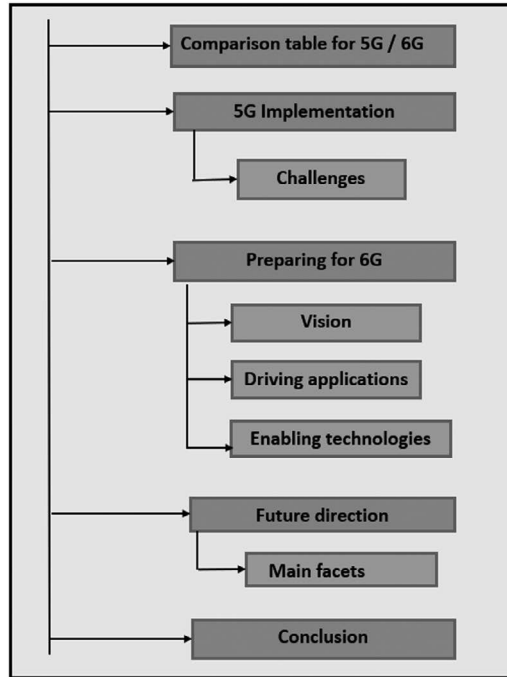 Comparison table for 5G / 6G
5G Implementation
Challenges
Preparing for 6G
Vision
Driving applications
Enabling technologies
Future direction
Main facets
Conclusion